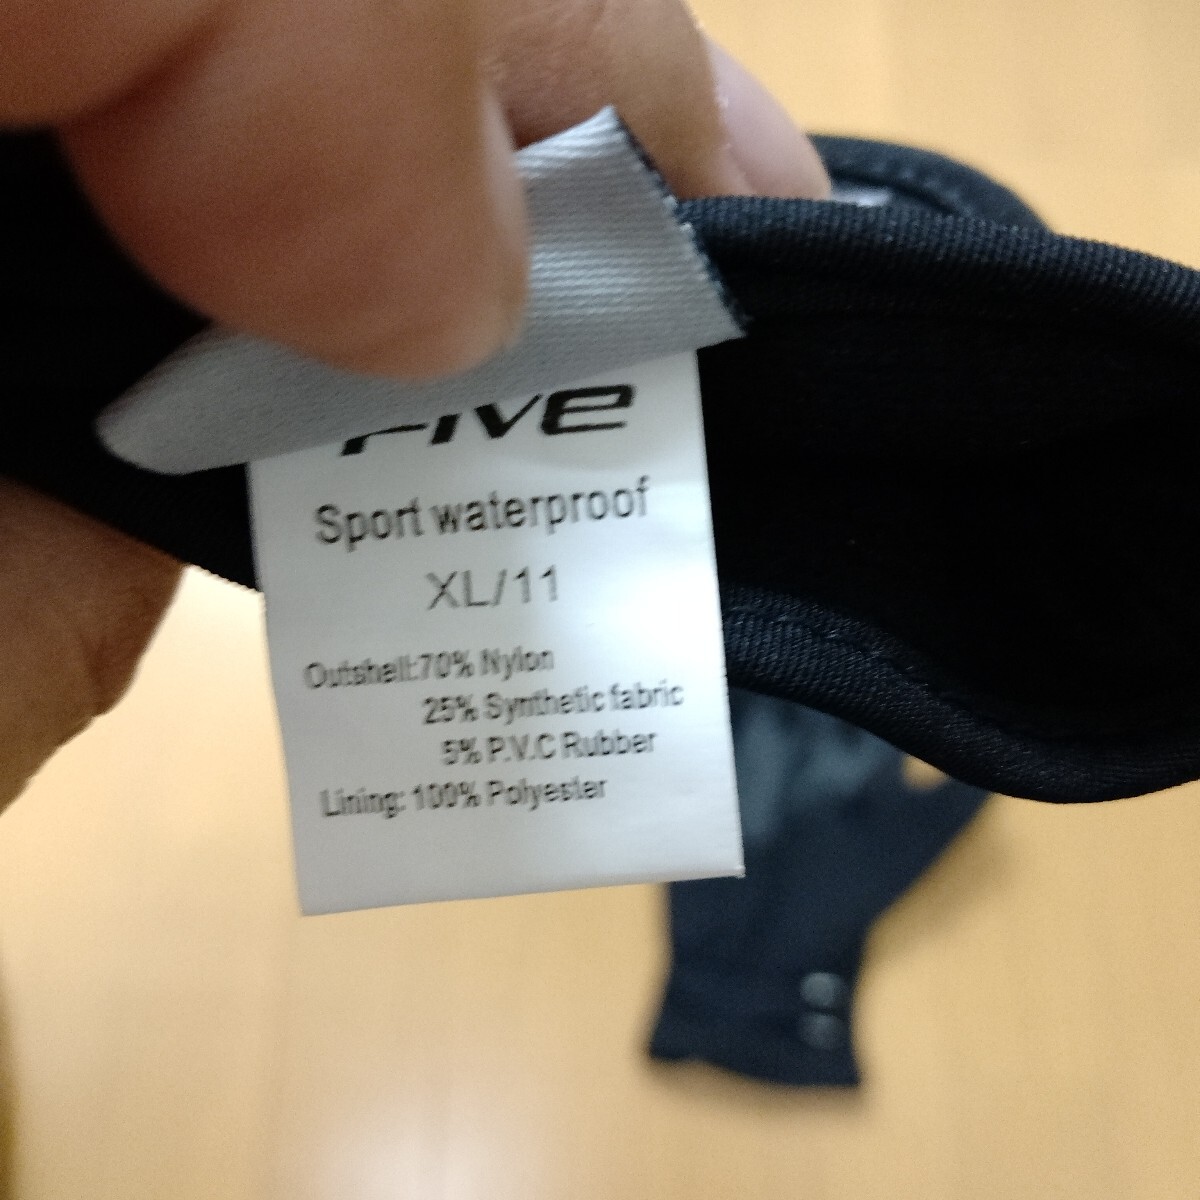 Five
Sport waterproof
XL/11
Outshell:70% Nylon
25% Synthetic fabric
5% P.V.C Rubber
Lining: 100% Polyester